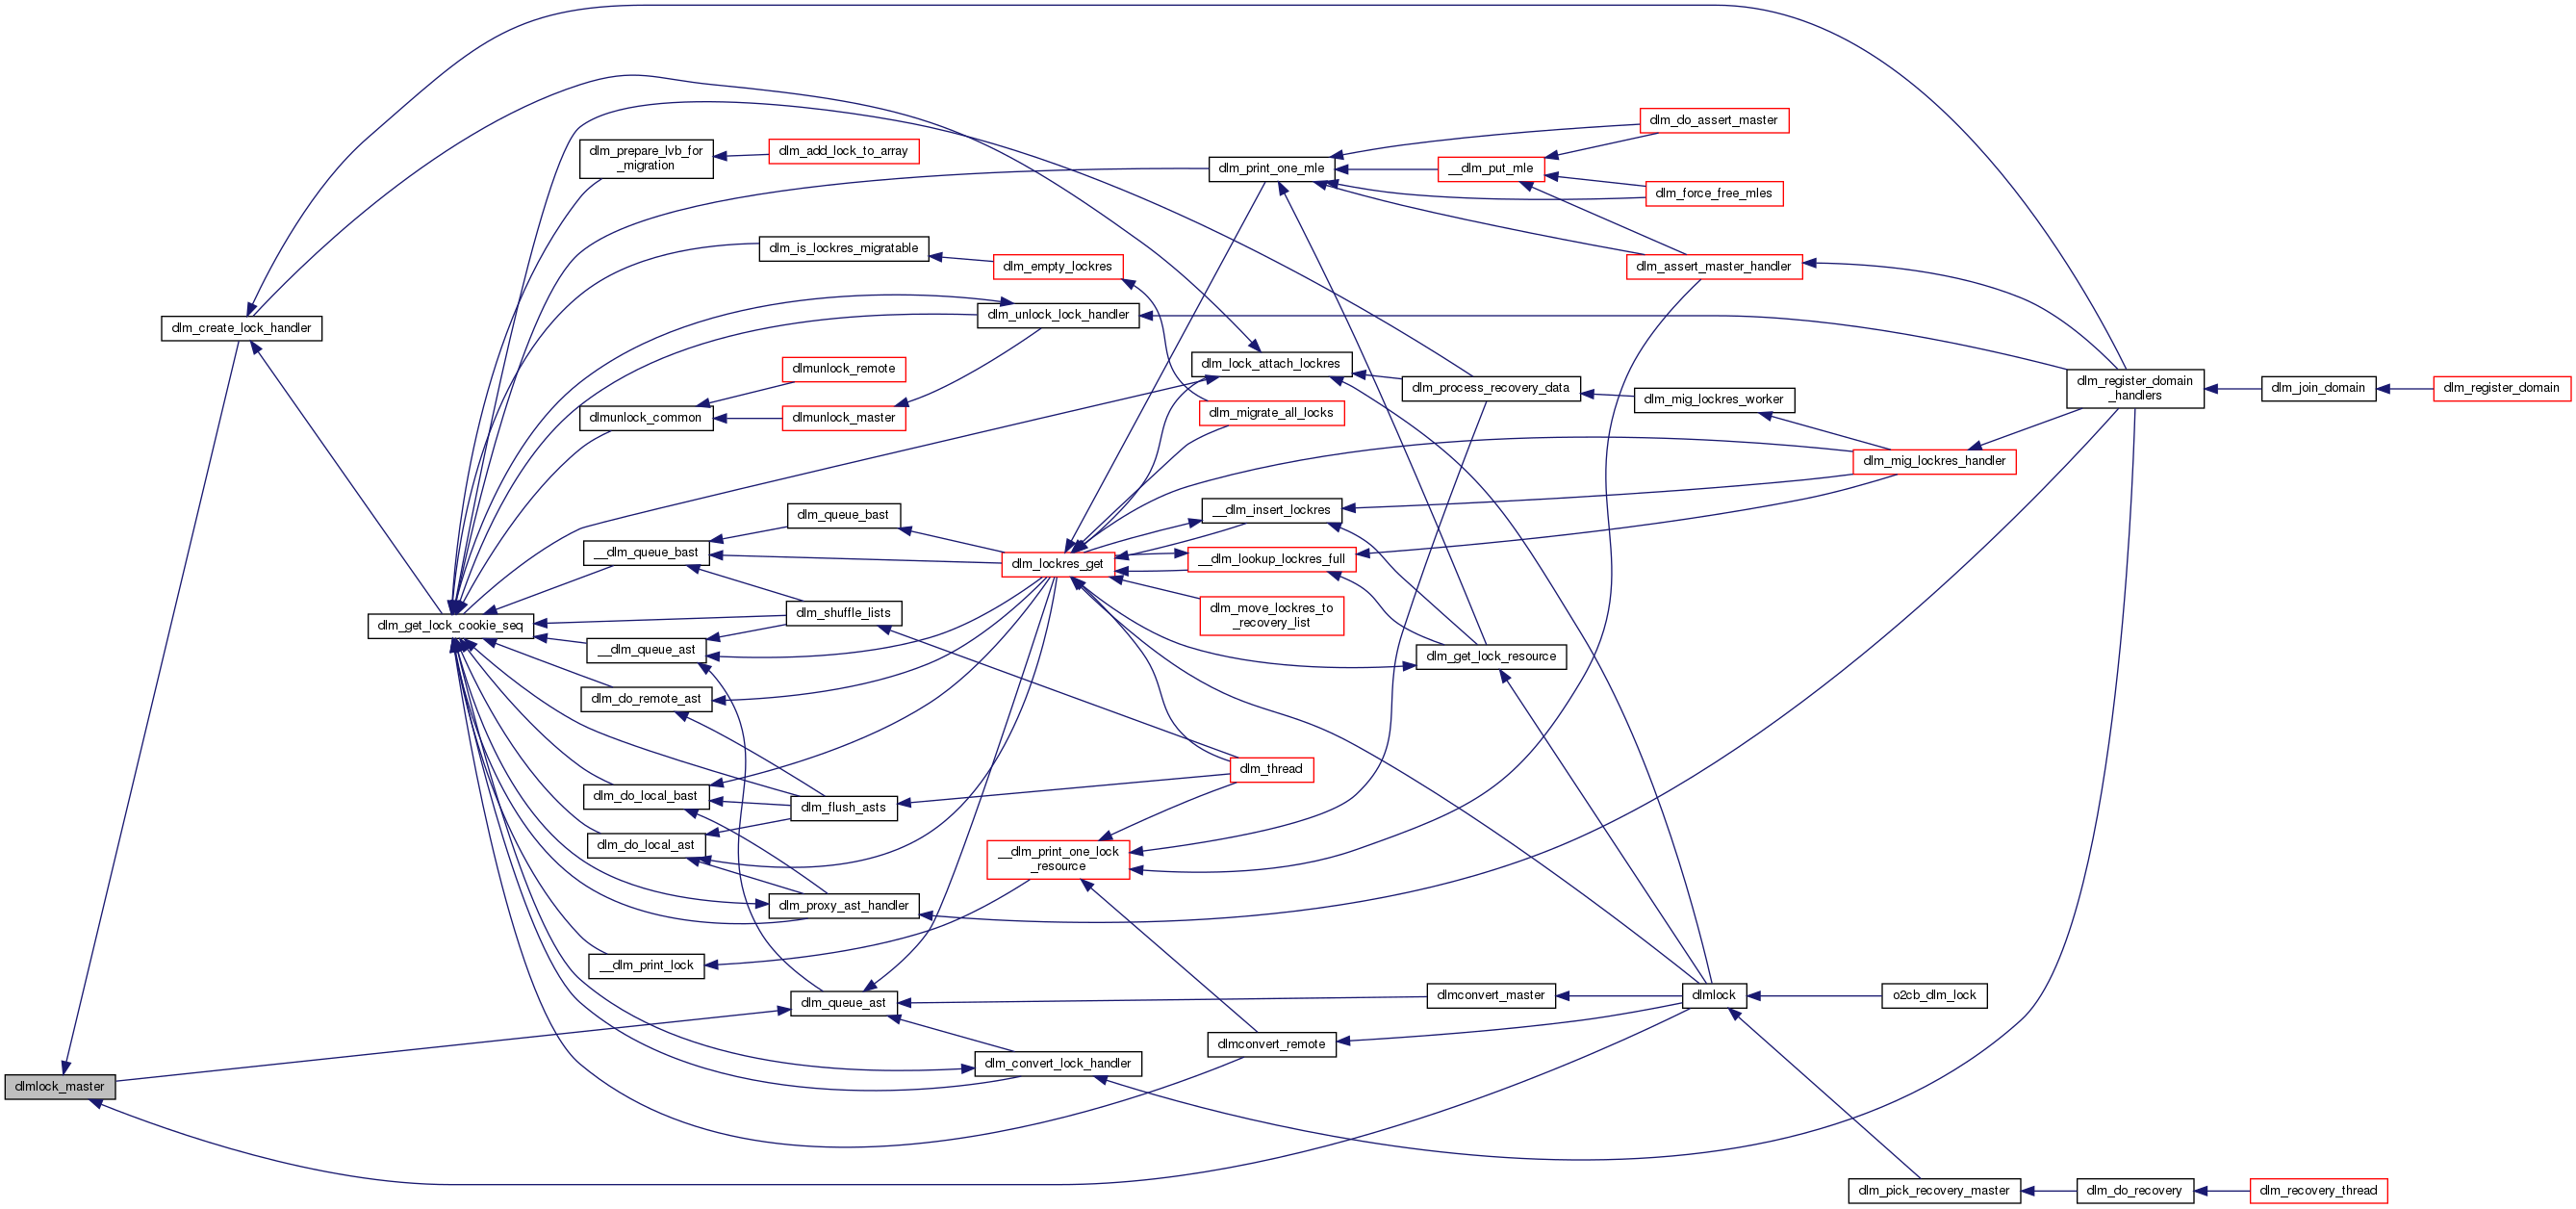 dlm_do_assert_master
dlm_prepare_lvb_for
_migration
dlm_add_lock_to_array
dlm_print_one_mle
__dlm_put_mle
dlm_force_free_mles
dlm_is_lockres_migratable
dlm_empty_lockres
dlm_assert_master_handler
dlm_create_lock_handler
dlm_unlock_lock_handler
dlmunlock_remote
dlm_lock_attach_lockres
dlm_process_recovery_data
dlm_mig_lockres_worker
dlm_register_domain
_handlers
dlm_join_domain
dlm_register_domain
dlmunlock_common
dlmunlock_master
dlm_migrate_all_locks
dlm_mig_lockres_handler
dlm_queue_bast
__dlm_insert_lockres
__dlm_queue_bast
dlm_lockres_get
__dlm_lookup_lockres_full
dlm_get_lock_cookie_seq
dlm_shuffle_lists
dlm_move_lockres_to
_recovery_list
__dlm_queue_ast
dlm_get_lock_resource
dlm_do_remote_ast
dlm_thread
dlm_do_local_bast
dlm_flush_asts
dlm_do_local_ast
__dlm_print_one_lock
_resource
dlm_proxy_ast_handler
__dlm_print_lock
dlm_queue_ast
dlmconvert_master
dlmlock
o2cb_dlm_lock
dlmconvert_remote
dlm_convert_lock_handler
dlmlock_master
dlm_pick_recovery_master
dlm_do_recovery
dlm_recovery_thread